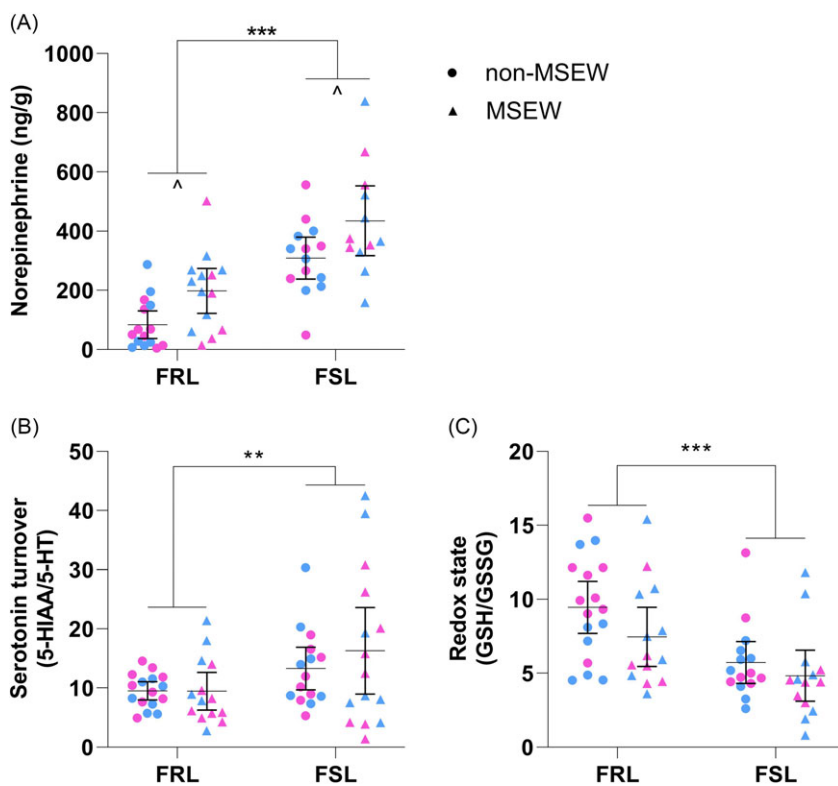 (A)
***
1000
800
600
400
200
0
Norepinephrine (ng/g)
^
^
FRL
FSL
non-MSEW
MSEW
(B)
**
50
40
30
20
10
0
Serotonin turnover
(5-HIAA/5-HT)
FRL
FSL
(C)
***
20
15
10
5
0
Redox state
(GSH/GSSG)
FRL
FSL